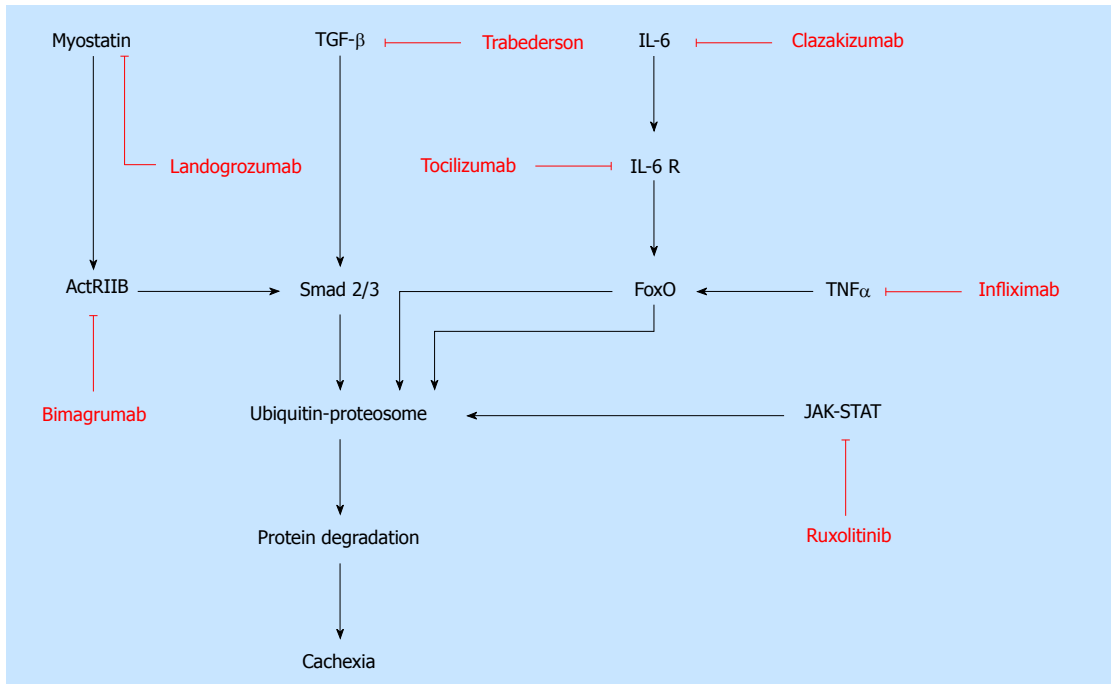 Myostatin
TGF-β
Trabederson
IL-6
Clazakizumab
Landogrozumab
Tocilizumab
IL-6 R
ActRIIB
Smad 2/3
FoxO
TNFα
Infliximab
Bimagrumab
Ubiquitin-proteosome
JAK-STAT
Protein degradation
Ruxolitinib
Cachexia